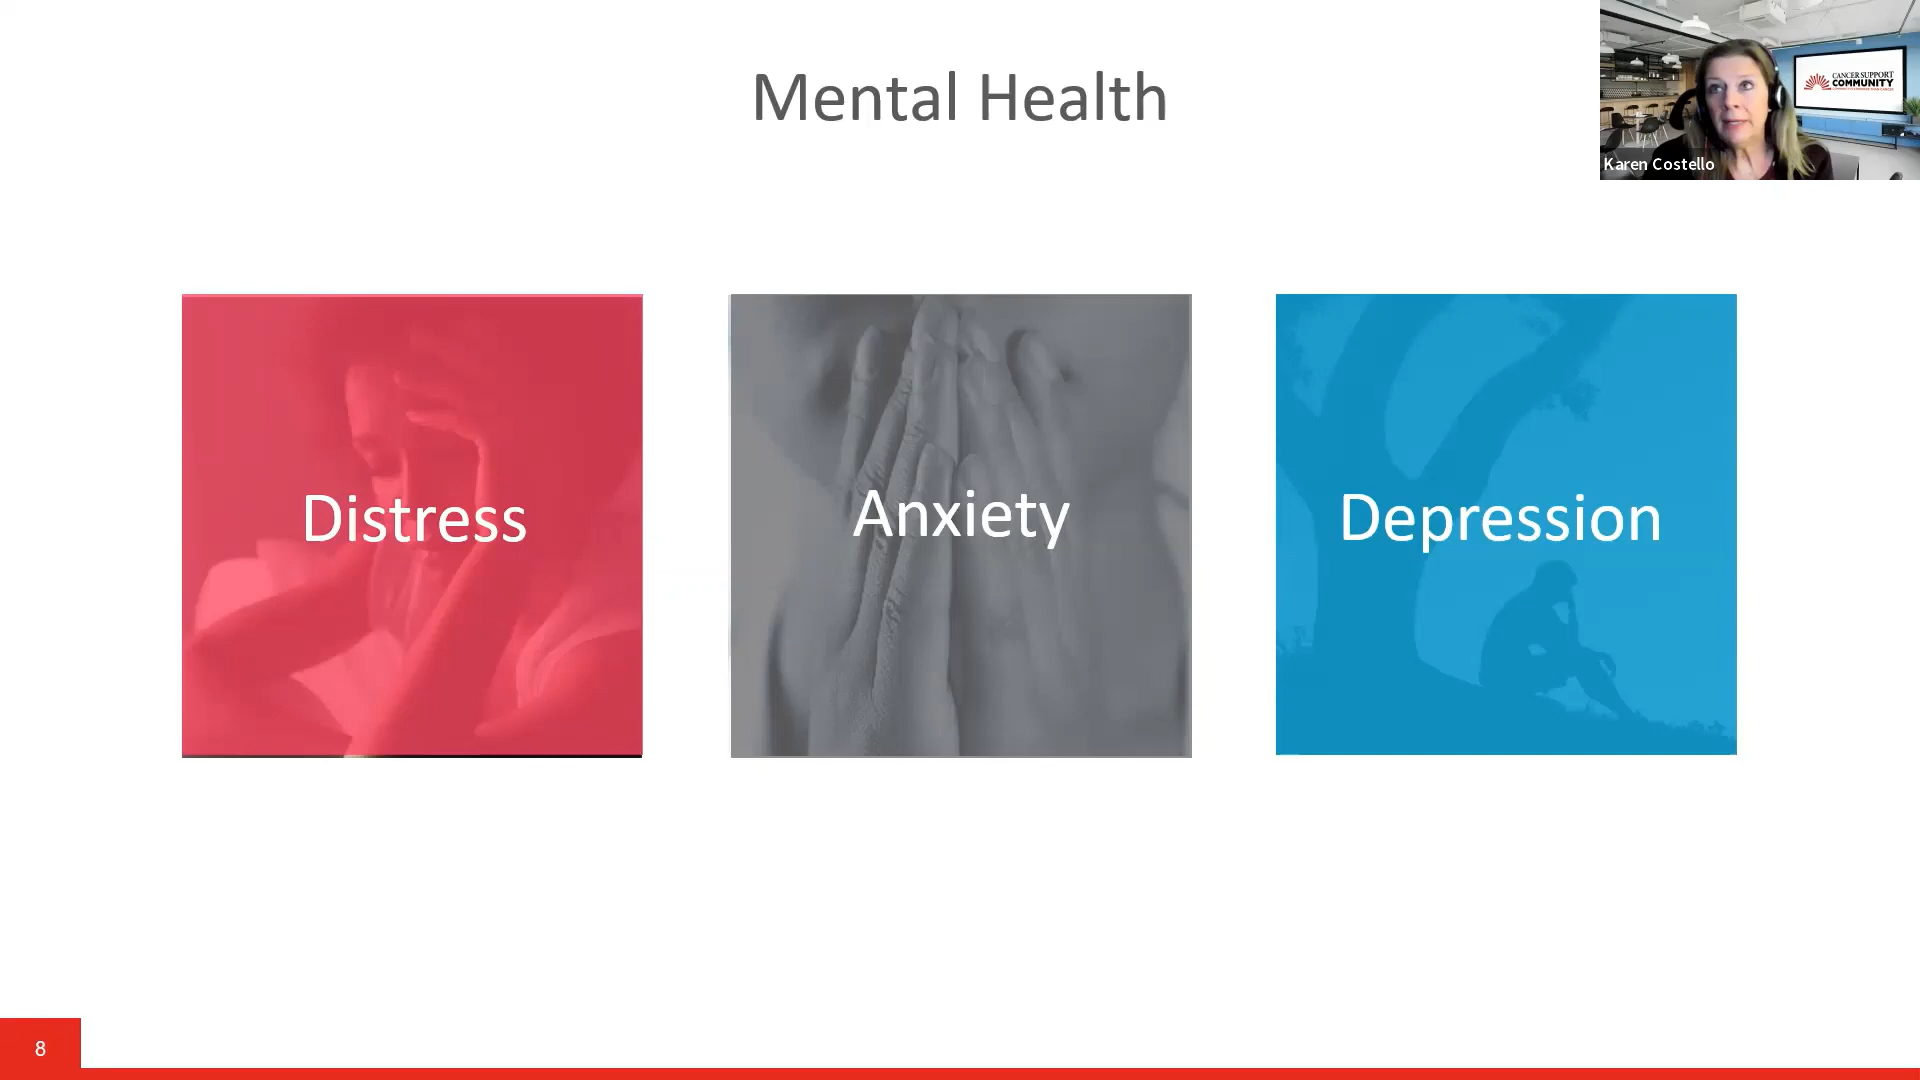 Mental Health
CANCER SUPPORT
COMMUNITY
Karen Costello
Distress
Anxiety
Depression
8